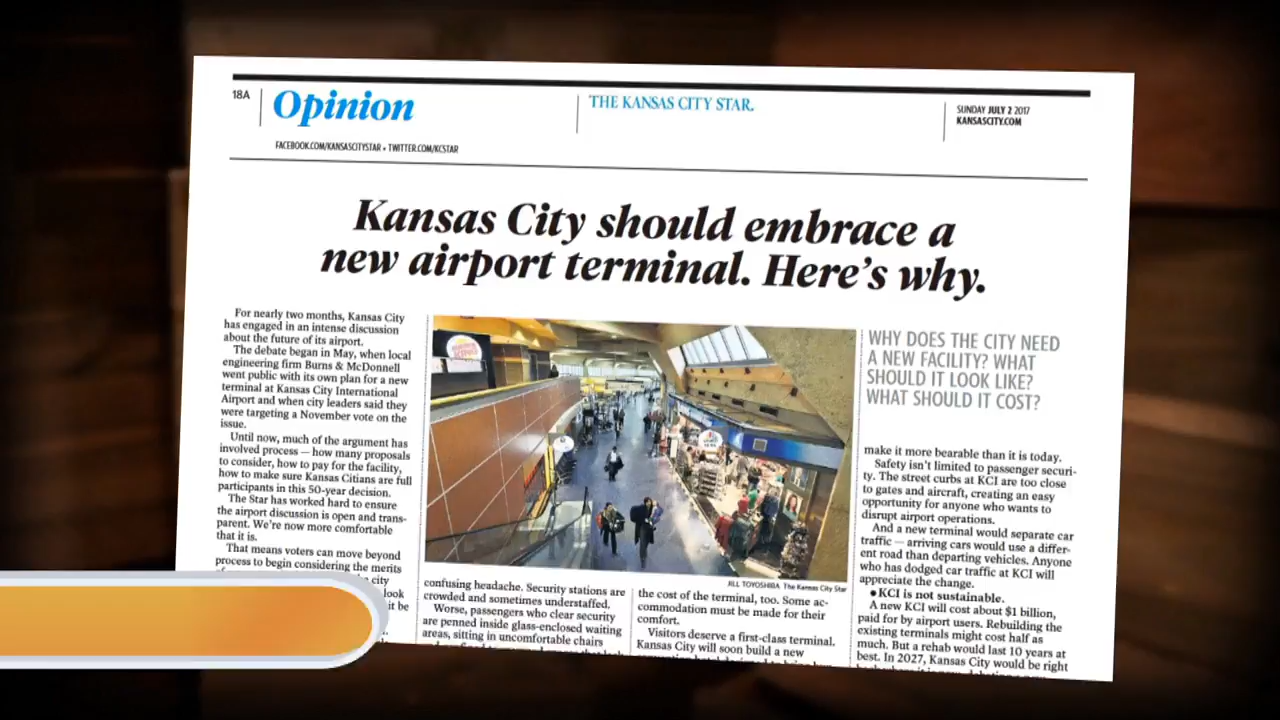 18A
Opinion
THE KANSAS CITY STAR.
SUNDAY JULY 2 2017
KANSASCITY.COM
FACEBOOK.COM/KANSASCITYSTAR • TWITTER.COM/KCSTAR
Kansas City should embrace a
new airport terminal. Here's why.
For nearly two months, Kansas City
has engaged in an intense discussion
about the future of its airport.
The debate began in May, when local
engineering firm Burns & McDonnell
went public with its own plan for a new
terminal at Kansas City International
Airport and when city leaders said they
were targeting a November vote on the
issue.
Until now, much of the argument has
involved process — how many proposals
to consider, how to pay for the facility,
how to make sure Kansas Citians are full
participants in this 50-year decision.
The Star has worked hard to ensure
the airport discussion is open and trans-
parent. We're now more comfortable
that it is.
That means voters can move beyond
process to begin considering the merits
city
look
it be
JILL TOYOSHIBA The Kansas City Star
confusing headache. Security stations are
crowded and sometimes understaffed.
Worse, passengers who clear security
are penned inside glass-enclosed waiting
areas, sitting in uncomfortable chairs
the cost of the terminal, too. Some ac-
commodation must be made for their
comfort.
Visitors deserve a first-class terminal.
Kansas City will soon build a new
WHY DOES THE CITY NEED
A NEW FACILITY? WHAT
SHOULD IT LOOK LIKE?
WHAT SHOULD IT COST?
make it more bearable than it is today.
Safety isn't limited to passenger securi-
ty. The street curbs at KCI are too close
to gates and aircraft, creating an easy
opportunity for anyone who wants to
disrupt airport operations.
And a new terminal would separate car
traffic — arriving cars would use a differ-
ent road than departing vehicles. Anyone
who has dodged car traffic at KCI will
appreciate the change.
• KCI is not sustainable.
A new KCI will cost about $1 billion,
paid for by airport users. Rebuilding the
existing terminals might cost half as
much. But a rehab would last 10 years at
best. In 2027, Kansas City would be right